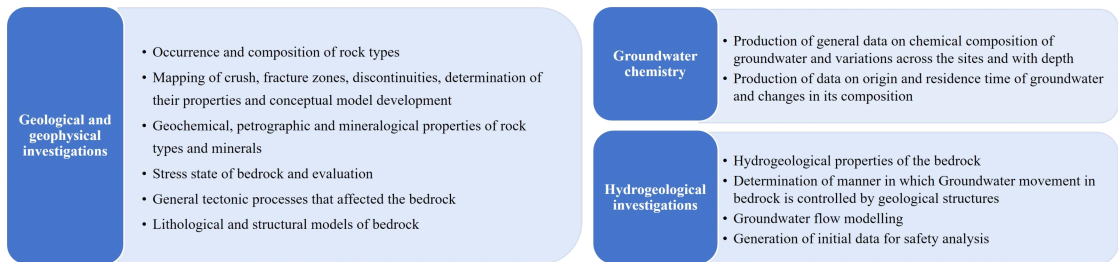 Geological and
geophysical
investigations
• Occurrence and composition of rock types
• Mapping of crush, fracture zones, discontinuities, determination of
their properties and conceptual model development
• Geochemical, petrographic and mineralogical properties of rock
types and minerals
• Stress state of bedrock and evaluation
• General tectonic processes that affected the bedrock
• Lithological and structural models of bedrock
Groundwater
chemistry
• Production of general data on chemical composition of
groundwater and variations across the sites and with depth
• Production of data on origin and residence time of groundwater
and changes in its composition
Hydrogeological
investigations
• Hydrogeological properties of the bedrock
• Determination of manner in which Groundwater movement in
bedrock is controlled by geological structures
• Groundwater flow modelling
• Generation of initial data for safety analysis